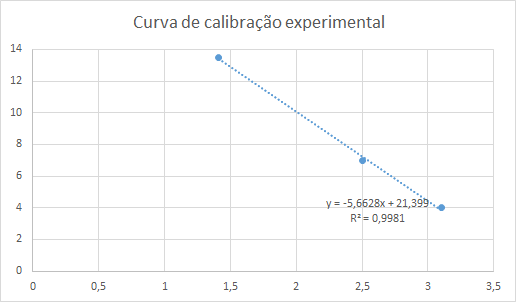 Curva de calibração experimental
14
12
10
8
6
4
2
0
y = -5,6628x + 21,399
R² = 0,9981
0 0,5 1 1,5 2 2,5 3 3,5